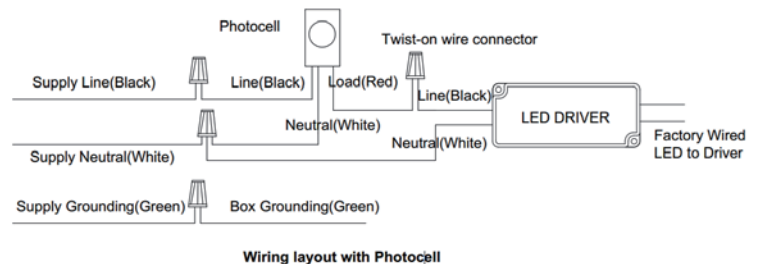 Photocell
Twist-on wire connector
Supply Line(Black)
Line(Black)
Load(Red)
Line(Black)
LED DRIVER
Neutral(White)
Neutral(White)
Factory Wired
LED to Driver
Supply Neutral(White)
Supply Grounding(Green)
Box Grounding(Green)
Wiring layout with Photocell